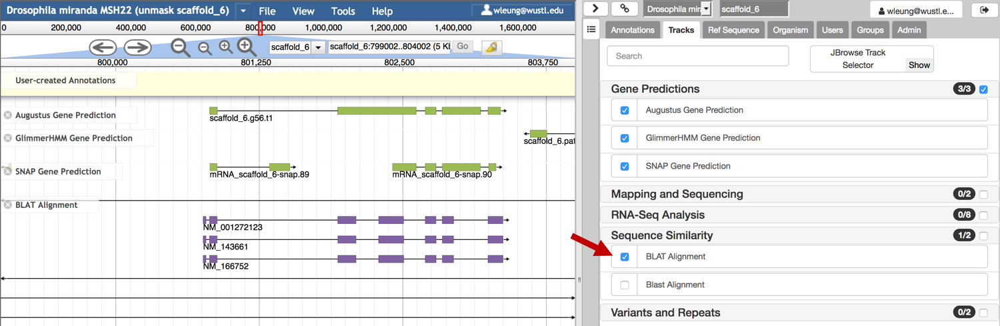 Drosophila miranda MSH22 (unmask scaffold_6) File View Tools Help wleung@wustl.edu
0 200,000 400,000 600,000 800,000 1,000,000 1,200,000 1,400,000 1,600,000
scaffold_6 scaffold_6:799002..804002 (5 Kb Go
800,000 801,250 802,500 803,750
User-created Annotations
Augustus Gene Prediction
scaffold_6.g56.t1
GlimmerHMM Gene Prediction
scaffold_6.pat
SNAP Gene Prediction
mRNA_scaffold_6-snap.89 mRNA_scaffold_6-snap.90
BLAT Alignment
NM_001272123
NM_143661
NM_166752
Drosophila mir scaffold_6 wleung@wustl.e...
Annotations Tracks Ref Sequence Organism Users Groups Admin
Search
JBrowse Track
Selector Show
Gene Predictions 3/3
Augustus Gene Prediction
GlimmerHMM Gene Prediction
SNAP Gene Prediction
Mapping and Sequencing 0/2
RNA-Seq Analysis 0/8
Sequence Similarity 1/2
BLAT Alignment
Blast Alignment
Variants and Repeats 0/2